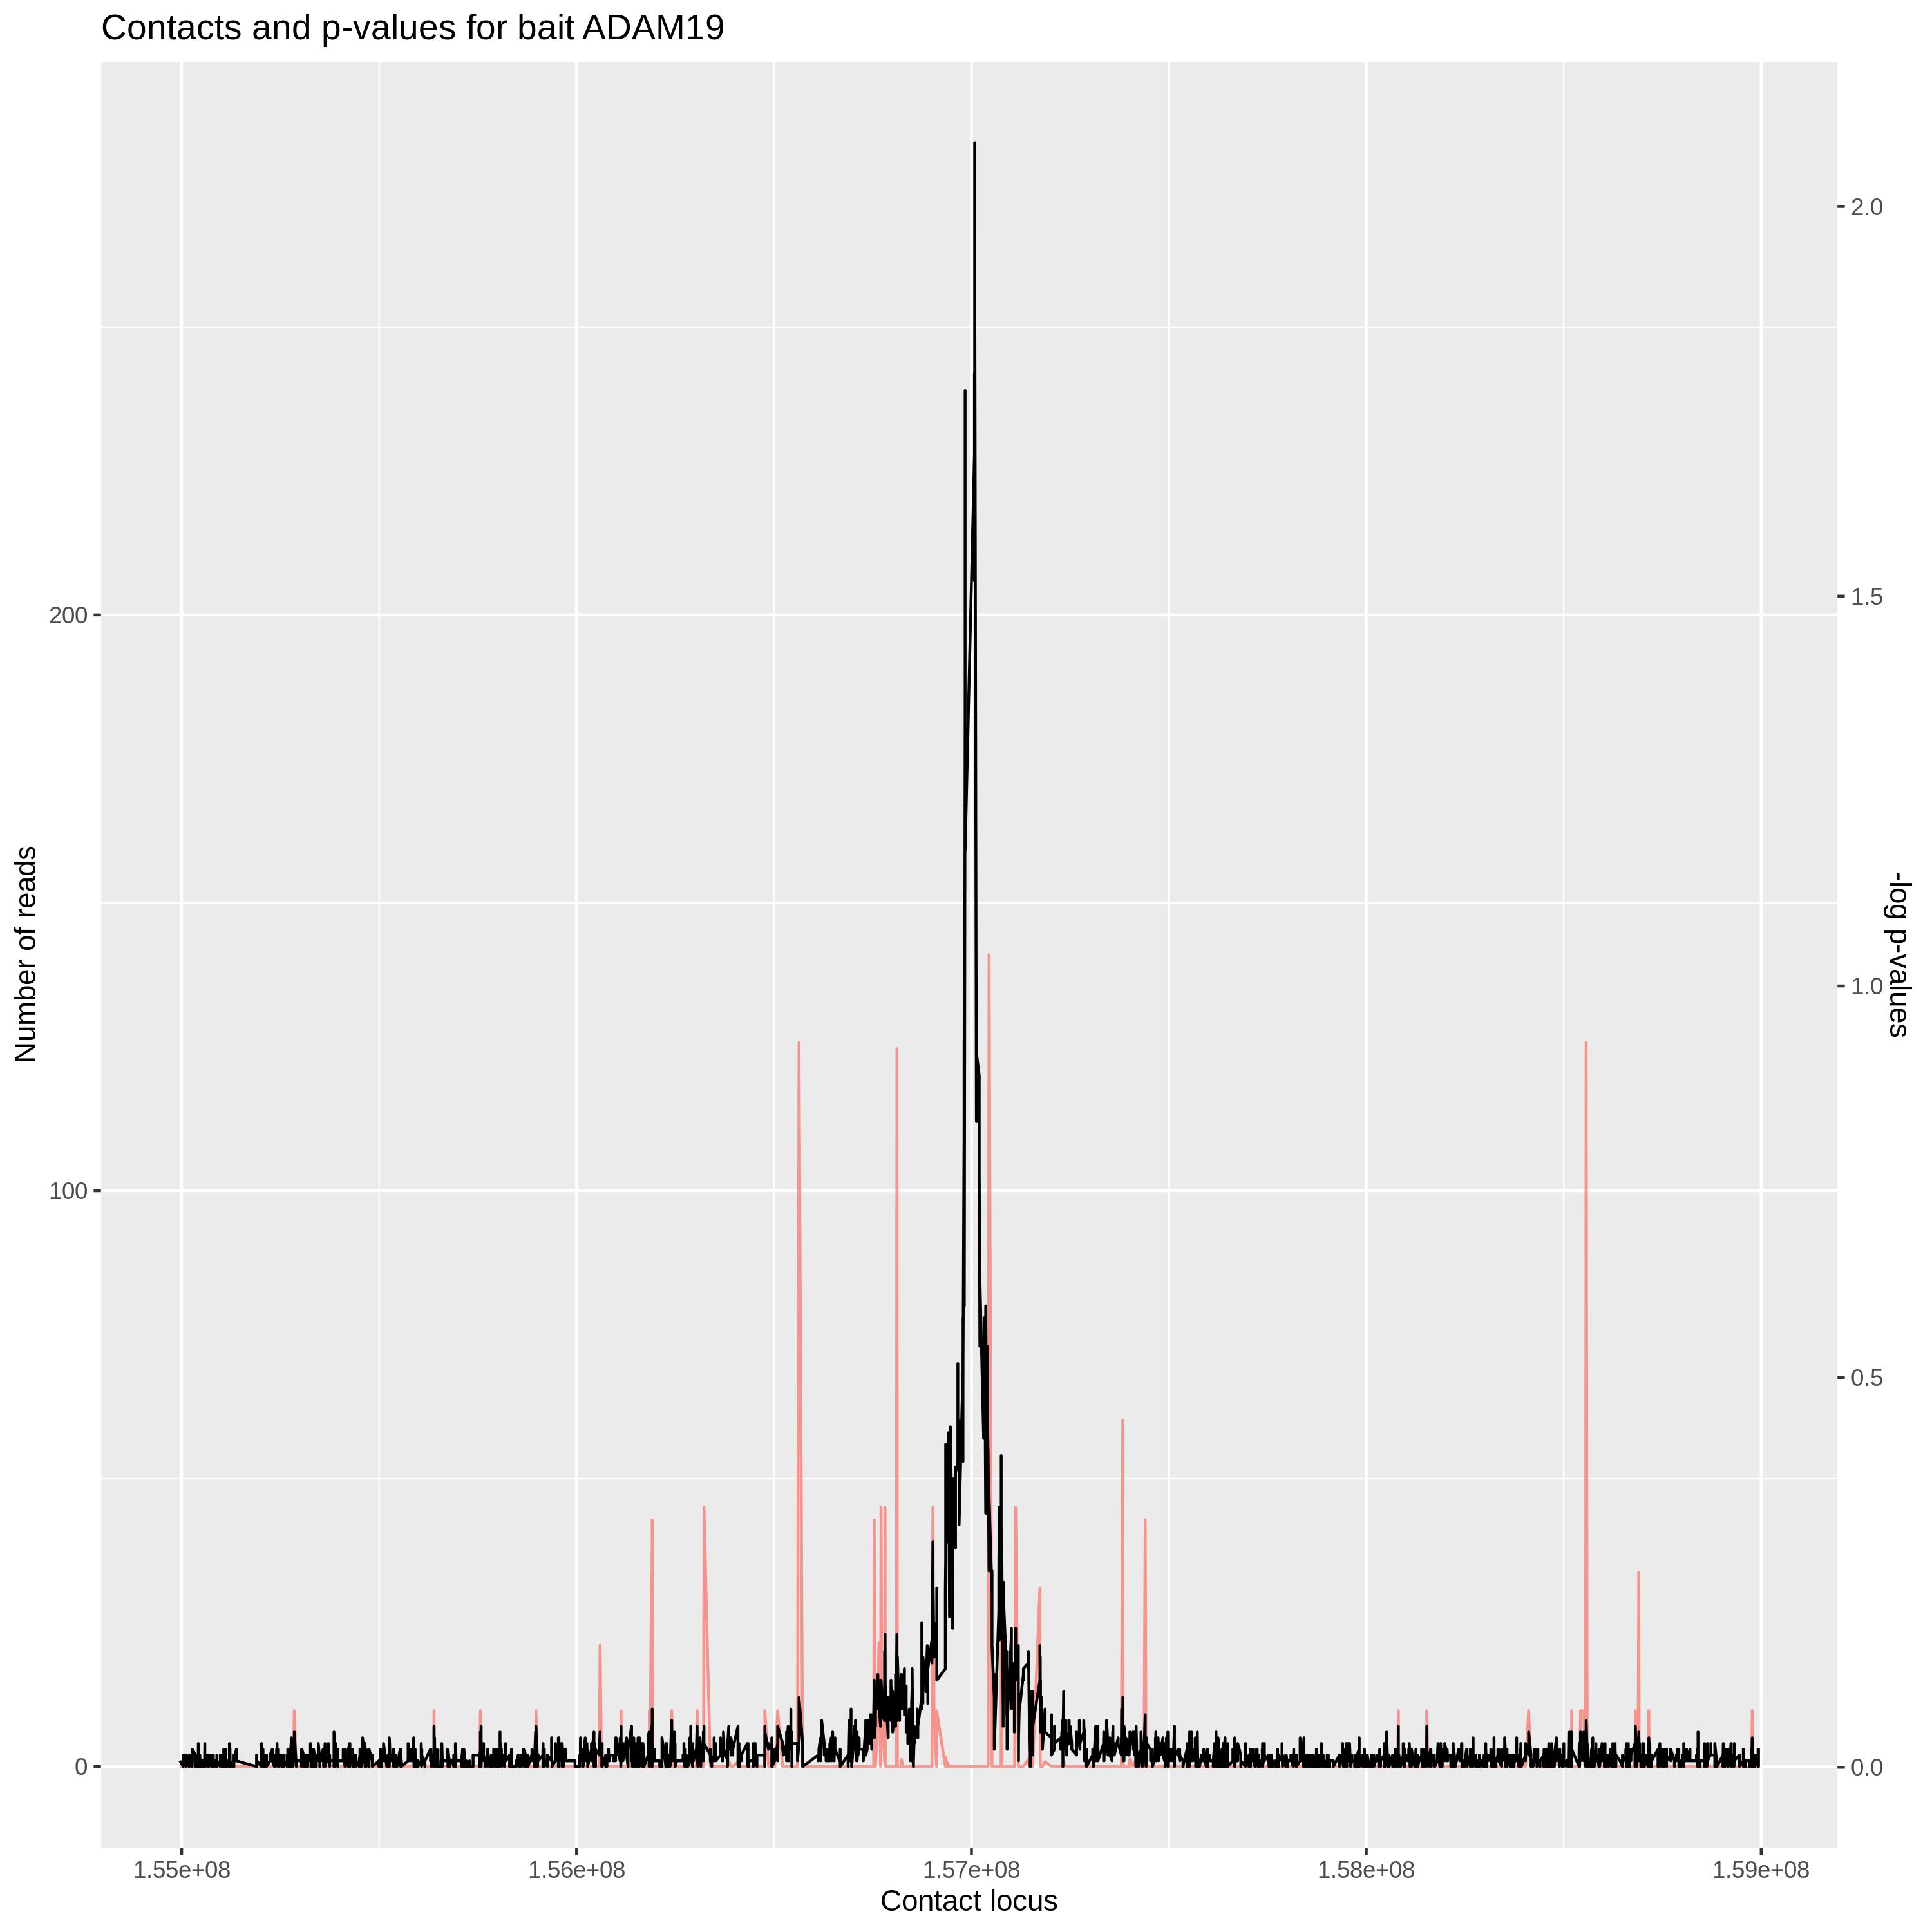 Contacts and p-values for bait ADAM19
Number of reads
200
100
0
2.0
1.5
1.0
0.5
0.0
-log p-values
1.55e+08 1.56e+08 1.57e+08 1.58e+08 1.59e+08
Contact locus